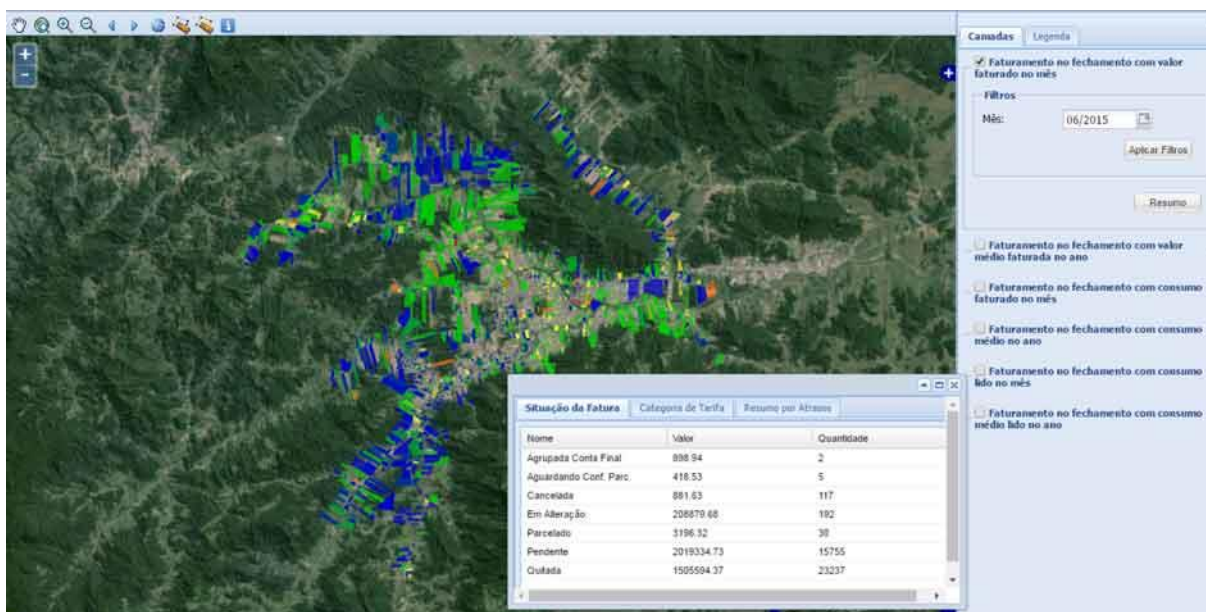 Camadas
Legenda
Faturamento no fechamento com valor
faturado no mês
Filtros
Mês:
06/2015
Aplicar Filtros
Resumo
Faturamento no fechamento com valor
médio faturada no ano
Faturamento no fechamento com consumo
faturado no mês
Faturamento no fechamento com consumo
médio no ano
Faturamento no fechamento com consumo
lido no mês
Faturamento no fechamento com consumo
médio lido no ano
Situação da Fatura
Categoria de Tarifa
Resumo por Atrasos
Nome Valor Quantidade
Agrupada Conta Final 898.94 2
Aguardando Conf. Parc. 418.53 5
Cancelada 881.63 117
Em Alteração 208879.68 192
Parcelado 3196.32 38
Pendente 2019334.73 15755
Quitada 1505594.37 23237